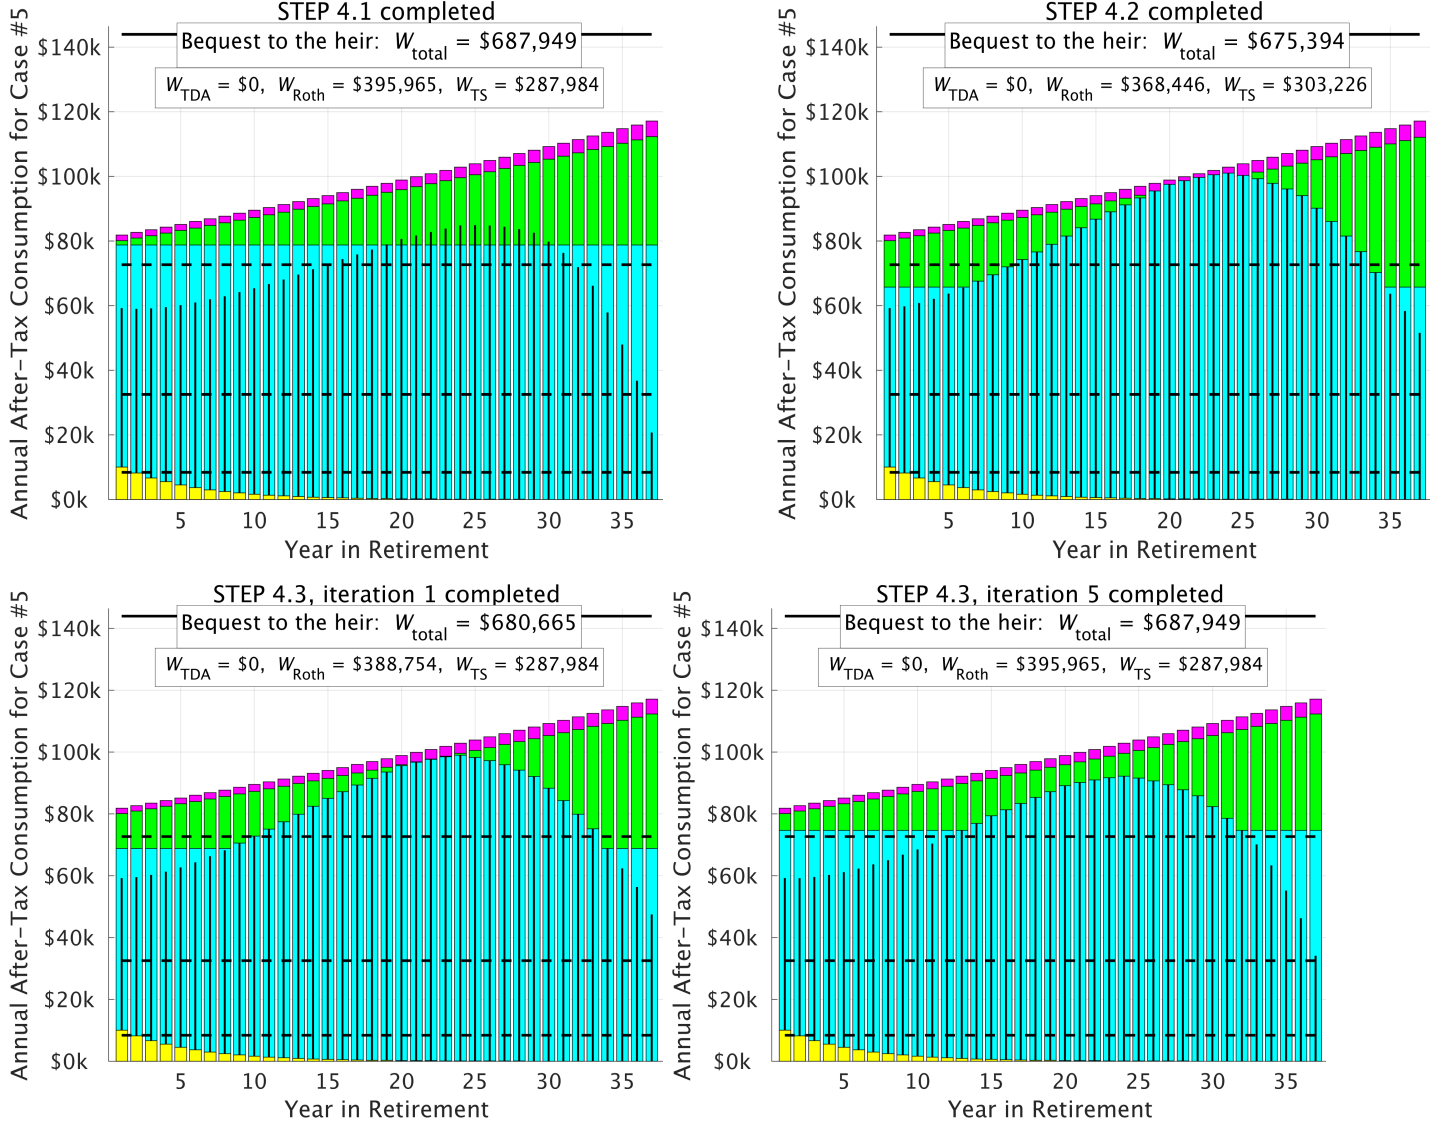 STEP 4.1 completed
Bequest to the heir: W_total = $687,949
W_TDA = $0, W_Roth = $395,965, W_TS = $287,984
Annual After-Tax Consumption for Case #5
$140k
$120k
$100k
$80k
$60k
$40k
$20k
$0k
5 10 15 20 25 30 35
Year in Retirement
STEP 4.2 completed
Bequest to the heir: W_total = $675,394
W_TDA = $0, W_Roth = $368,446, W_TS = $303,226
Annual After-Tax Consumption for Case #5
$140k
$120k
$100k
$80k
$60k
$40k
$20k
$0k
5 10 15 20 25 30 35
Year in Retirement
STEP 4.3, iteration 1 completed
Bequest to the heir: W_total = $680,665
W_TDA = $0, W_Roth = $388,754, W_TS = $287,984
Annual After-Tax Consumption for Case #5
$140k
$120k
$100k
$80k
$60k
$40k
$20k
$0k
5 10 15 20 25 30 35
Year in Retirement
STEP 4.3, iteration 5 completed
Bequest to the heir: W_total = $687,949
W_TDA = $0, W_Roth = $395,965, W_TS = $287,984
Annual After-Tax Consumption for Case #5
$140k
$120k
$100k
$80k
$60k
$40k
$20k
$0k
5 10 15 20 25 30 35
Year in Retirement